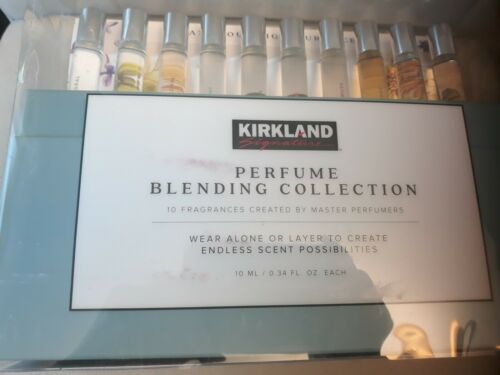 KIRKLAND
Signature™
PERFUME
BLENDING COLLECTION
10 FRAGRANCES CREATED BY MASTER PERFUMERS
WEAR ALONE OR LAYER TO CREATE
ENDLESS SCENT POSSIBILITIES
10 ML / 0.34 FL. OZ. EACH